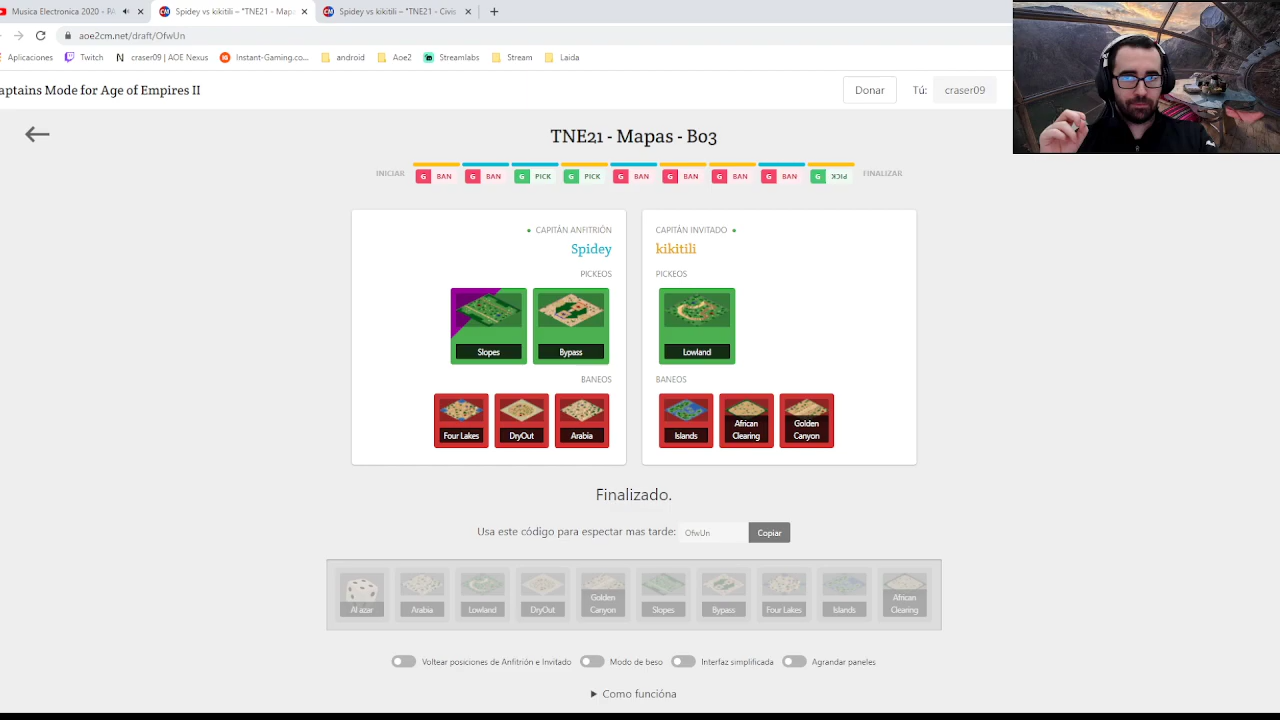 Musica Electronica 2020 - PA
Spidey vs kikitili – "TNE21 - Mapa
Spidey vs kikitili – "TNE21 - Civis
aoe2cm.net/draft/OfwUn
Aplicaciones
Twitch
craser09 | AOE Nexus
Instant-Gaming.co...
android
Aoe2
Streamlabs
Stream
Laida
aptains Mode for Age of Empires II
Donar
Tú:
craser09
TNE21 - Mapas - Bo3
INICIAR
G BAN
G BAN
G PICK
G PICK
G BAN
G BAN
G BAN
G BAN
G PICK
FINALIZAR
CAPITÁN ANFITRIÓN
Spidey
PICKEOS
Slopes
Bypass
BANEOS
Four Lakes
DryOut
Arabia
CAPITÁN INVITADO
kikitili
PICKEOS
Lowland
BANEOS
Islands
African
Clearing
Golden
Canyon
Finalizado.
Usa este código para espectar mas tarde:
OfwUn
Copiar
Al azar
Arabia
Lowland
DryOut
Golden
Canyon
Slopes
Bypass
Four Lakes
Islands
African
Clearing
Voltear posiciones de Anfitrión e Invitado
Modo de beso
Interfaz simplificada
Agrandar paneles
Como funcióna